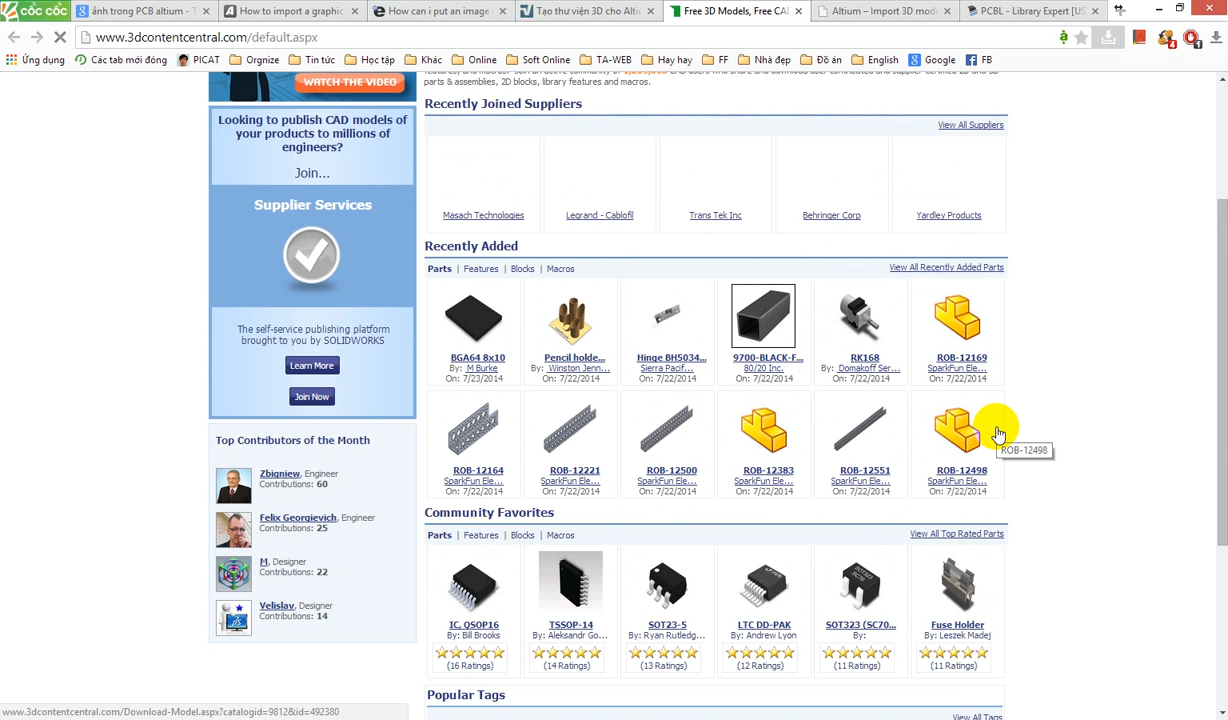 cốc cốc
ảnh trong PCB altium - T
How to import a graphic
How can i put an image
Tạo thư viện 3D cho Altiu
Free 3D Models, Free CA
Altium – Import 3D mode
PCBL - Library Expert [US
www.3dcontentcentral.com/default.aspx
Ứng dụng
Các tab mới đóng
PICAT
Orgnize
Tin tức
Học tập
Khác
Online
Soft Online
TA-WEB
Hay hay
FF
Nhà đẹp
Đồ án
English
Google
FB
WATCH THE VIDEO
parts & assemblies, 2D blocks, library features and macros.
Looking to publish CAD models of
your products to millions of
engineers?
Join...
Supplier Services
The self-service publishing platform
brought to you by SOLIDWORKS
Learn More
Join Now
Top Contributors of the Month
Zbigniew, Engineer
Contributions: 60
Felix Georgievich, Engineer
Contributions: 25
M, Designer
Contributions: 22
Velislav, Designer
Contributions: 14
Recently Joined Suppliers
View All Suppliers
Masach Technologies
Legrand - Cablofil
Trans Tek Inc
Behringer Corp
Yardley Products
Recently Added
Parts | Features | Blocks | Macros
View All Recently Added Parts
BGA64 8x10
By: M Burke
On: 7/23/2014
Pencil holde...
By: Winston Jenn...
On: 7/22/2014
Hinge BH5034...
Sierra Pacif...
On: 7/22/2014
9700-BLACK-F...
80/20 Inc.
On: 7/22/2014
RK168
By: Domakoff Ser...
On: 7/22/2014
ROB-12169
SparkFun Ele...
On: 7/22/2014
ROB-12164
SparkFun Ele...
On: 7/22/2014
ROB-12221
SparkFun Ele...
On: 7/22/2014
ROB-12500
SparkFun Ele...
On: 7/22/2014
ROB-12383
SparkFun Ele...
On: 7/22/2014
ROB-12551
SparkFun Ele...
On: 7/22/2014
ROB-12498
SparkFun Ele...
On: 7/22/2014
ROB-12498
Community Favorites
Parts | Features | Blocks | Macros
View All Top Rated Parts
IC, QSOP16
By: Bill Brooks
(16 Ratings)
TSSOP-14
By: Aleksandr Go...
(14 Ratings)
SOT23-5
By: Ryan Rutledg...
(13 Ratings)
LTC DD-PAK
By: Andrew Lyon
(12 Ratings)
SOT323
SC70
SOT323 (SC70...
By:
(11 Ratings)
Fuse Holder
By: Leszek Madej
(11 Ratings)
Popular Tags
View All Tags
www.3dcontentcentral.com/Download-Model.aspx?catalogid=9812&id=492380